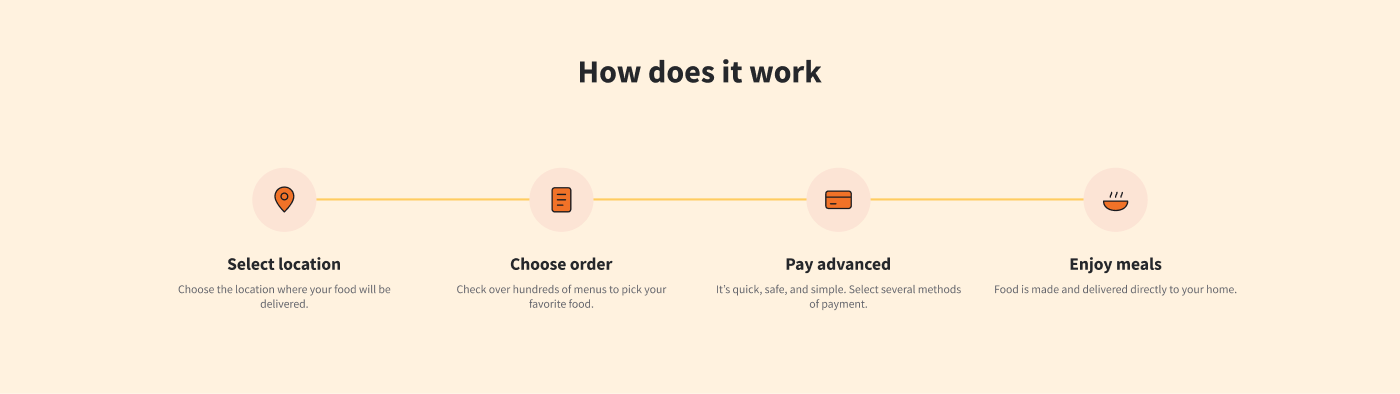 How does it work
Select location
Choose the location where your food will be
delivered.
Choose order
Check over hundreds of menus to pick your
favorite food.
Pay advanced
It's quick, safe, and simple. Select several methods
of payment.
Enjoy meals
Food is made and delivered directly to your home.